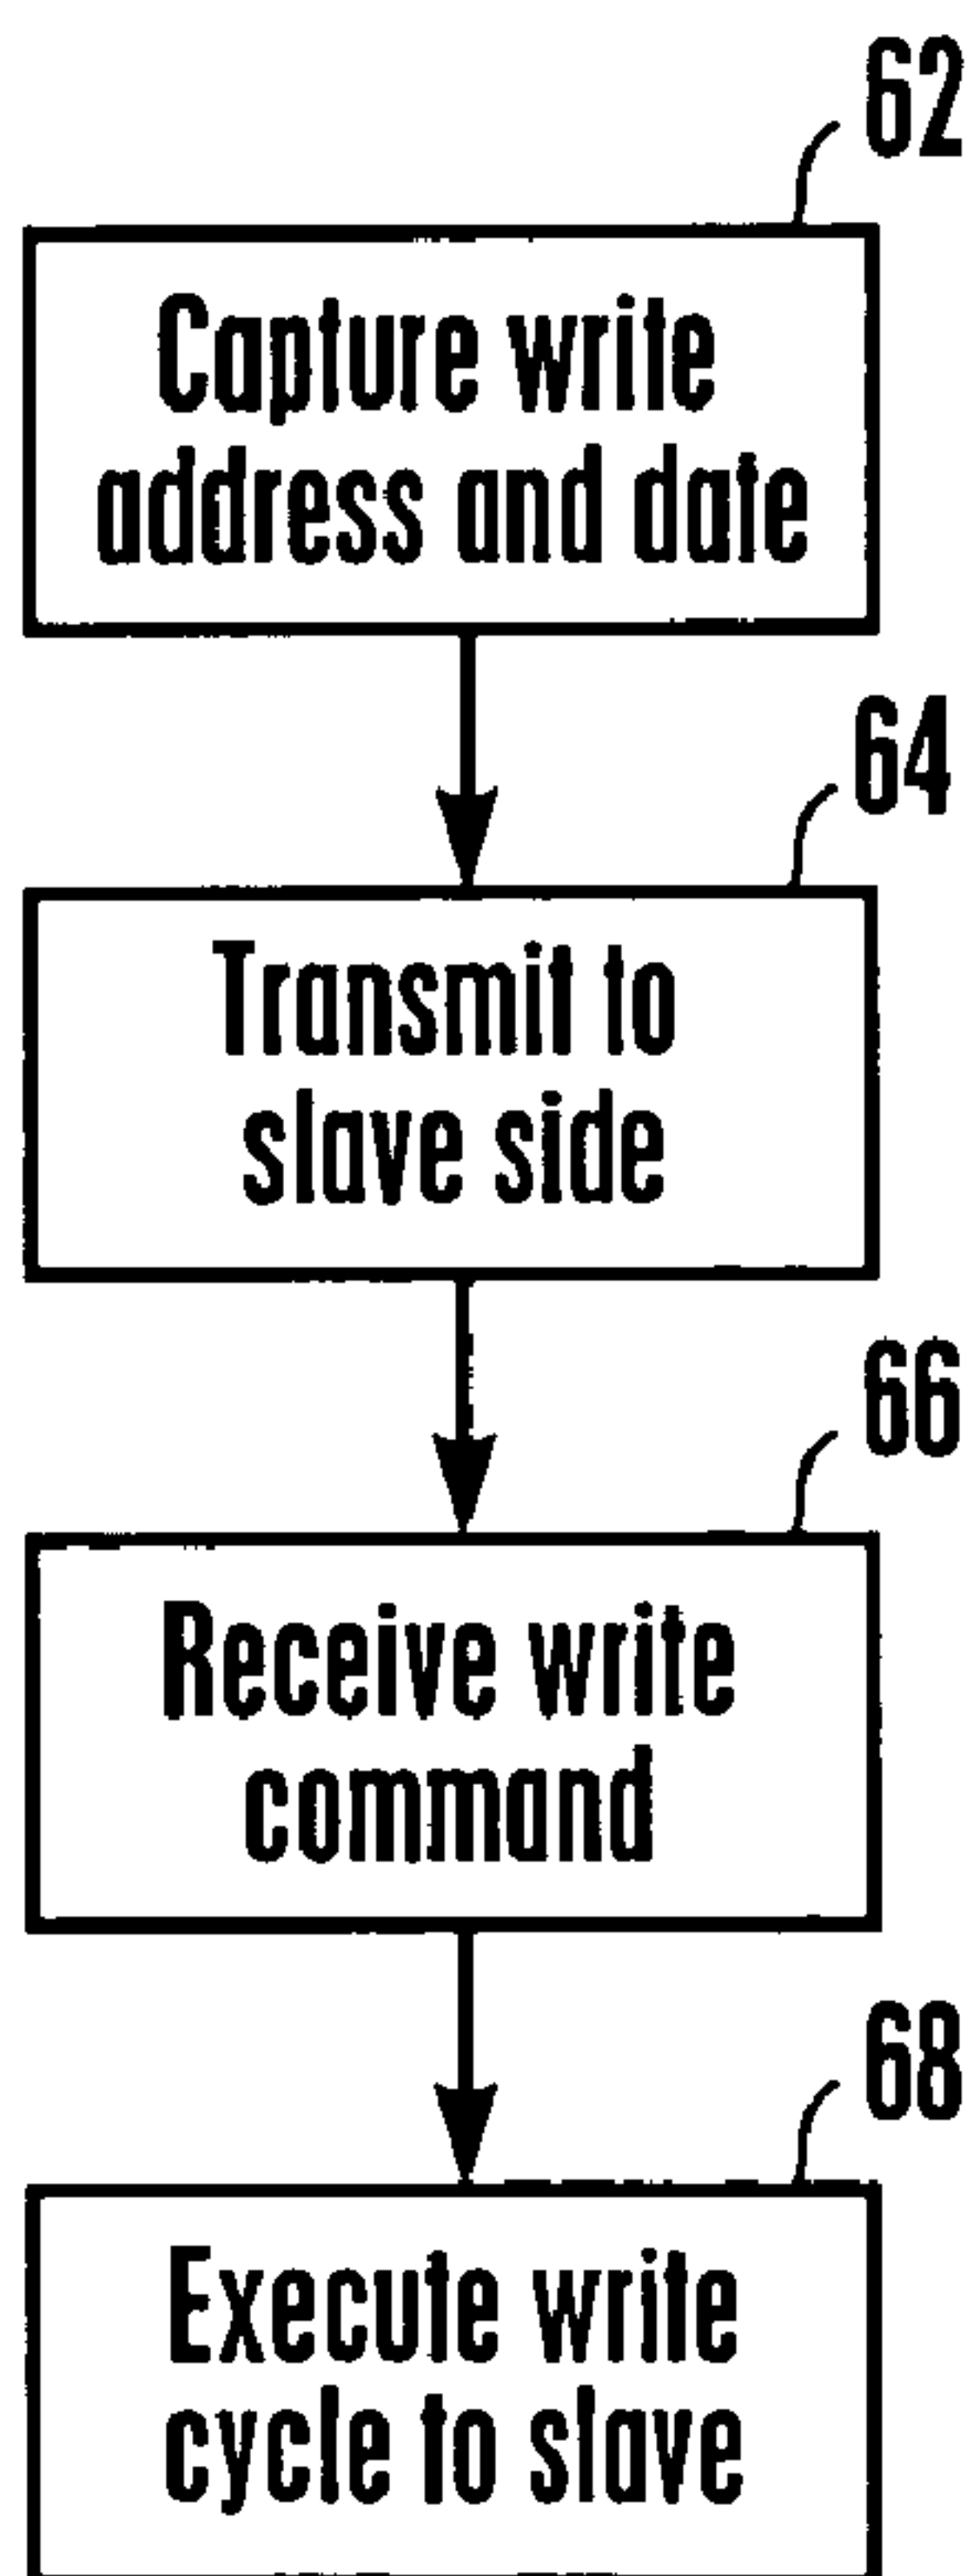 62
Capture write
address and date
64
Transmit to
slave side
66
Receive write
command
68
Execute write
cycle to slave